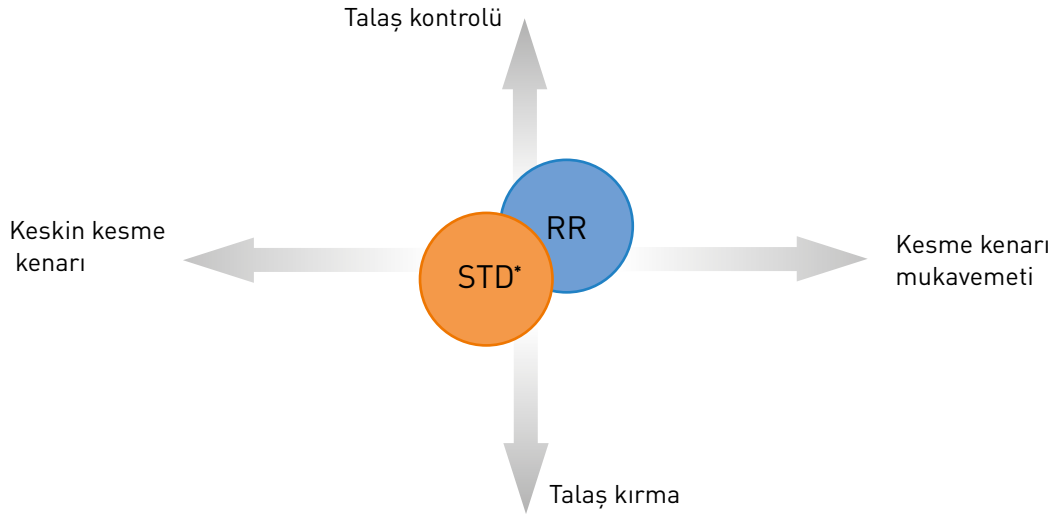 Talaş kontrolü
Keskin kesme
kenarı
RR
STD*
Kesme kenarı
mukavemeti
Talaş kırma